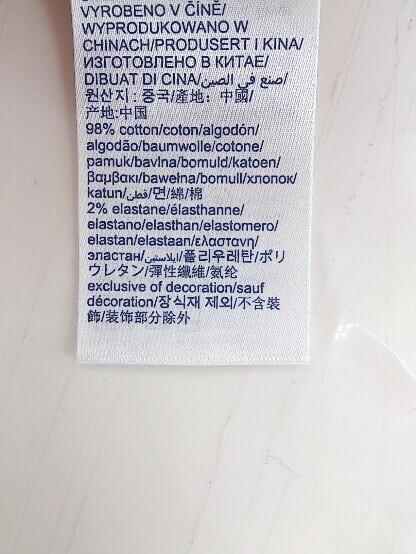 VYROBENO V ČÍNĚ/
WYPRODUKOWANO W
CHINACH/PRODUSERT I KINA/
ИЗГОТОВЛЕНО В КИТАЕ/
DIBUAT DI CINA/صنع في الصين/
원산지 : 중국/產地: 中國/
产地:中国
98% cotton/coton/algodón/
algodão/baumwolle/cotone/
pamuk/bavlna/bomuld/katoen/
βαμβακι/bawełna/bomull/хлопок/
katun/قطن/면/綿/棉
2% elastane/élasthanne/
elastano/elasthan/elastomero/
elastan/elastaan/ελαστανη/
эластан/ايلاستين/폴리우레탄/ポリ
ウレタン/彈性纖維/氨纶
exclusive of decoration/sauf
décoration/장식재 제외/不含裝
飾/装饰部分除外